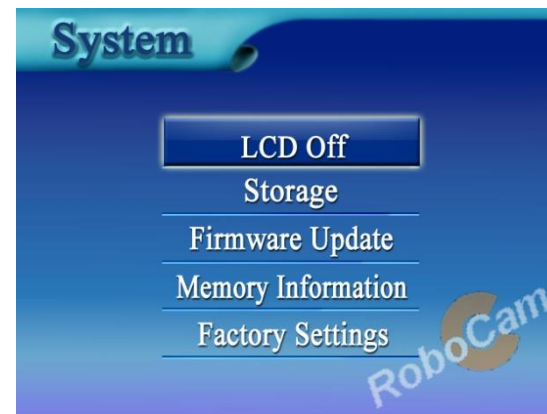 System
LCD Off
Storage
Firmware Update
Memory Information
Factory Settings
RoboCam